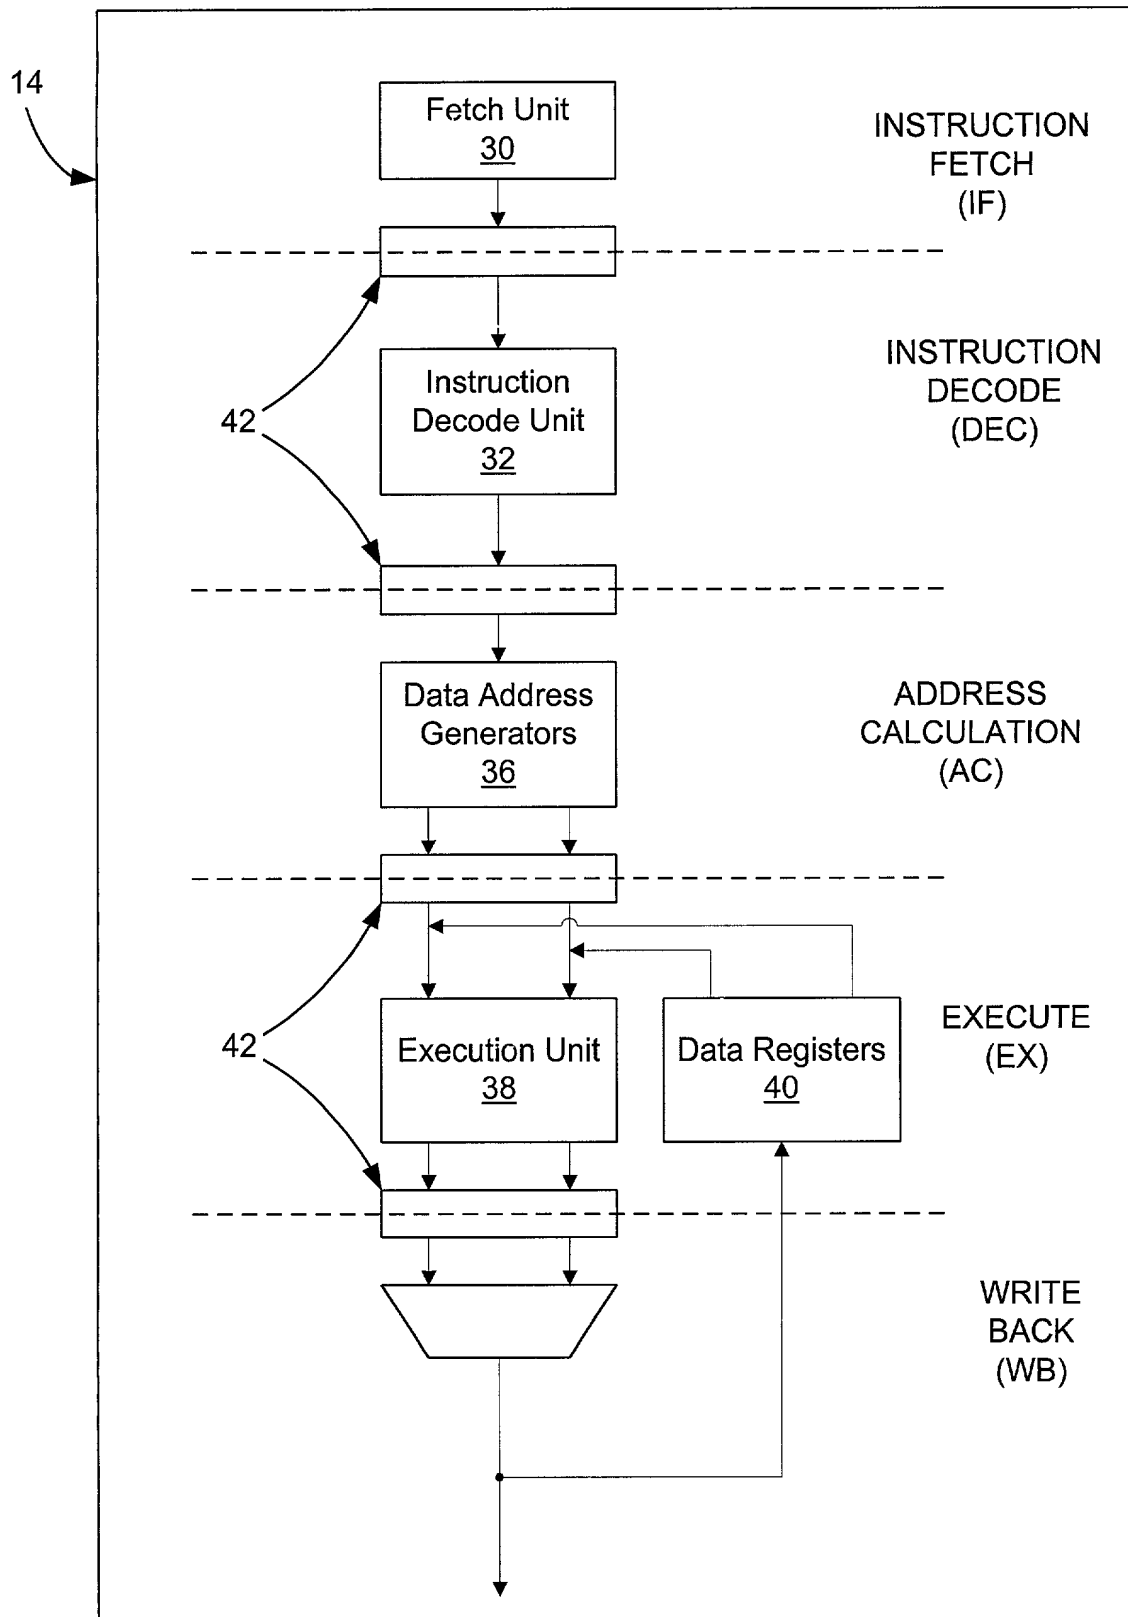 14
Fetch Unit
30
INSTRUCTION
FETCH
(IF)
42
Instruction
Decode Unit
32
INSTRUCTION
DECODE
(DEC)
Data Address
Generators
36
ADDRESS
CALCULATION
(AC)
42
Execution Unit
38
Data Registers
40
EXECUTE
(EX)
WRITE
BACK
(WB)